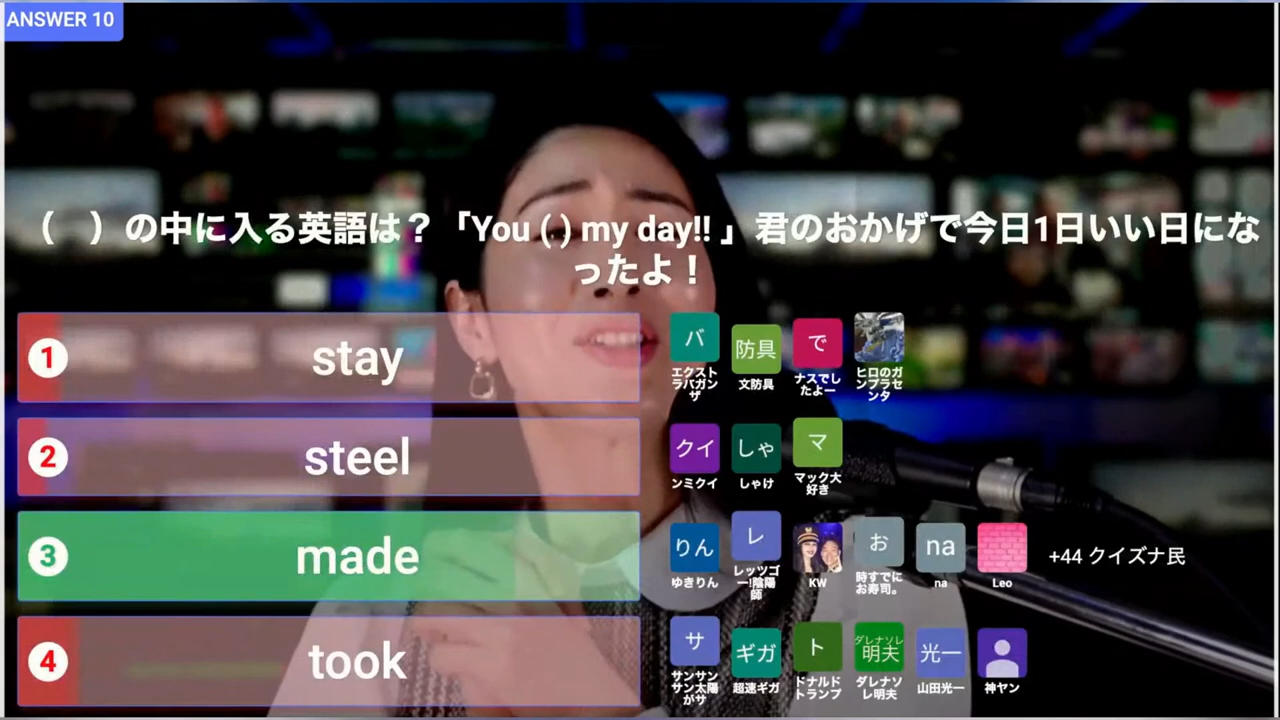 ANSWER 10
（　）の中に入る英語は？「You ( ) my day!! 」君のおかげで今日1日いい日にな
ったよ！
1 stay
バ
エクスト
ラバガン
ザ
防具
文防具
で
ナスでし
たよー
ヒロのガ
ンプラセ
ンタ
2 steel
クイ
ンミクイ
しゃ
しゃけ
マ
マック大
好き
3 made
りん
ゆきりん
レ
レッツゴ
ー!陰陽
師
KW
お
時すでに
お寿司。
na
na
Leo
+44 クイズナ民
4 took
サ
サンサン
サン太陽
がサ
ギガ
超速ギガ
ト
ドナルド
トランプ
ダレナソレ
明夫
ダレナソ
レ明夫
光一
山田光一
神ヤン